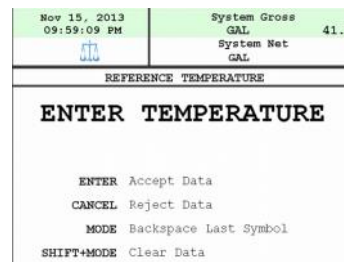 Nov 15, 2013
09:59:09 PM
System Gross
GAL 41.
System Net
GAL
REFERENCE TEMPERATURE
ENTER TEMPERATURE
ENTER Accept Data
CANCEL Reject Data
MODE Backspace Last Symbol
SHIFT+MODE Clear Data